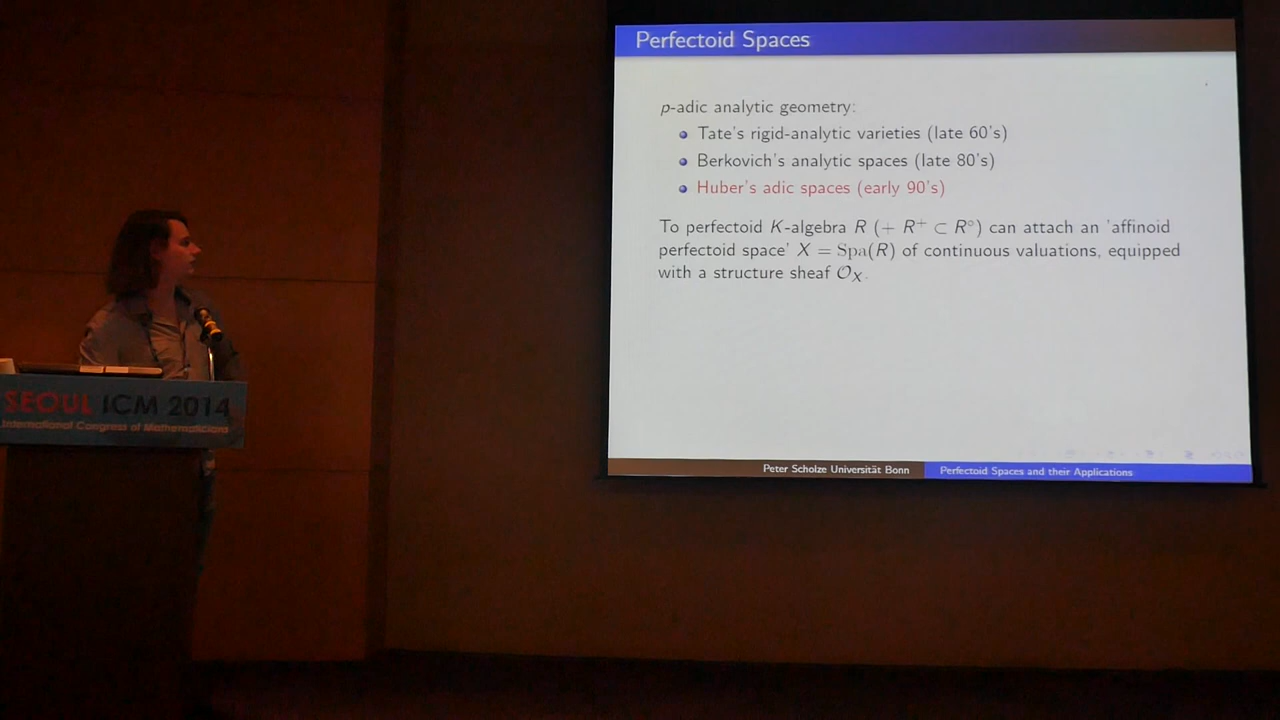 Perfectoid Spaces
p-adic analytic geometry:
Tate's rigid-analytic varieties (late 60's)
Berkovich's analytic spaces (late 80's)
Huber's adic spaces (early 90's)
To perfectoid K-algebra R (+ R⁺ ⊂ R°) can attach an 'affinoid
perfectoid space' X = Spa(R) of continuous valuations, equipped
with a structure sheaf 𝒪_X.
Peter Scholze Universität Bonn
Perfectoid Spaces and their Applications
SEOUL ICM 2014
International Congress of Mathematicians